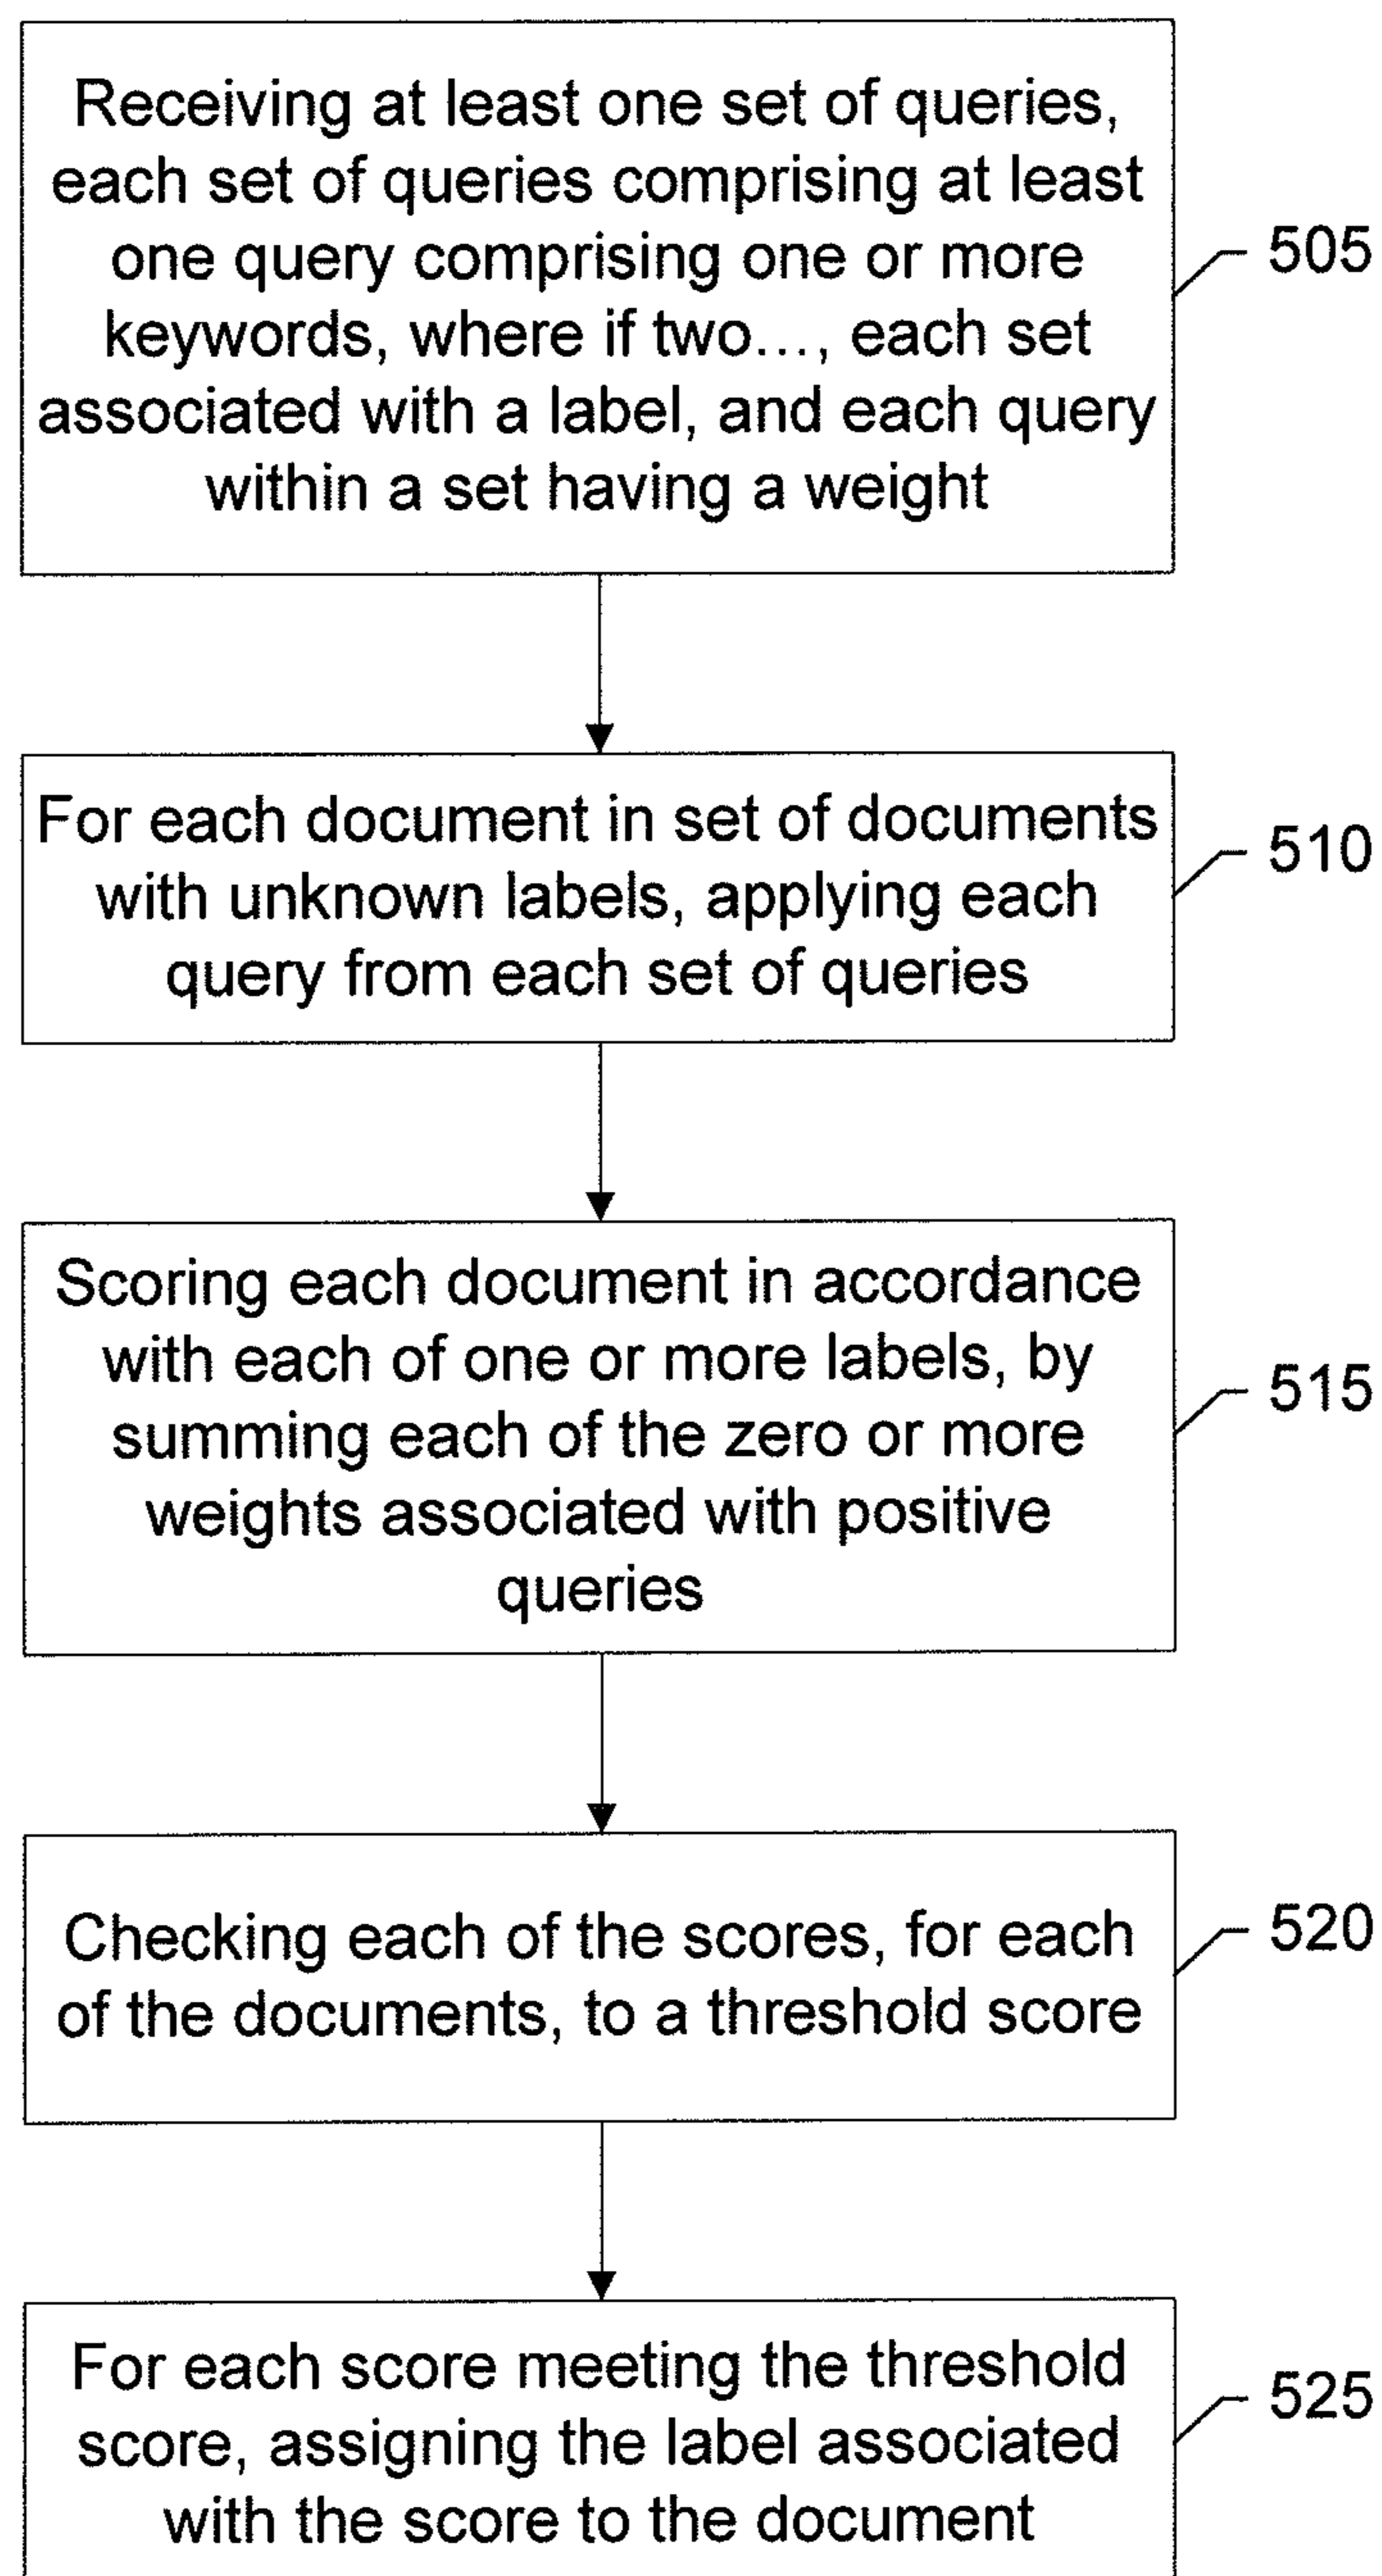 Receiving at least one set of queries,
each set of queries comprising at least
one query comprising one or more
keywords, where if two..., each set
associated with a label, and each query
within a set having a weight
505
For each document in set of documents
with unknown labels, applying each
query from each set of queries
510
Scoring each document in accordance
with each of one or more labels, by
summing each of the zero or more
weights associated with positive
queries
515
Checking each of the scores, for each
of the documents, to a threshold score
520
For each score meeting the threshold
score, assigning the label associated
with the score to the document
525